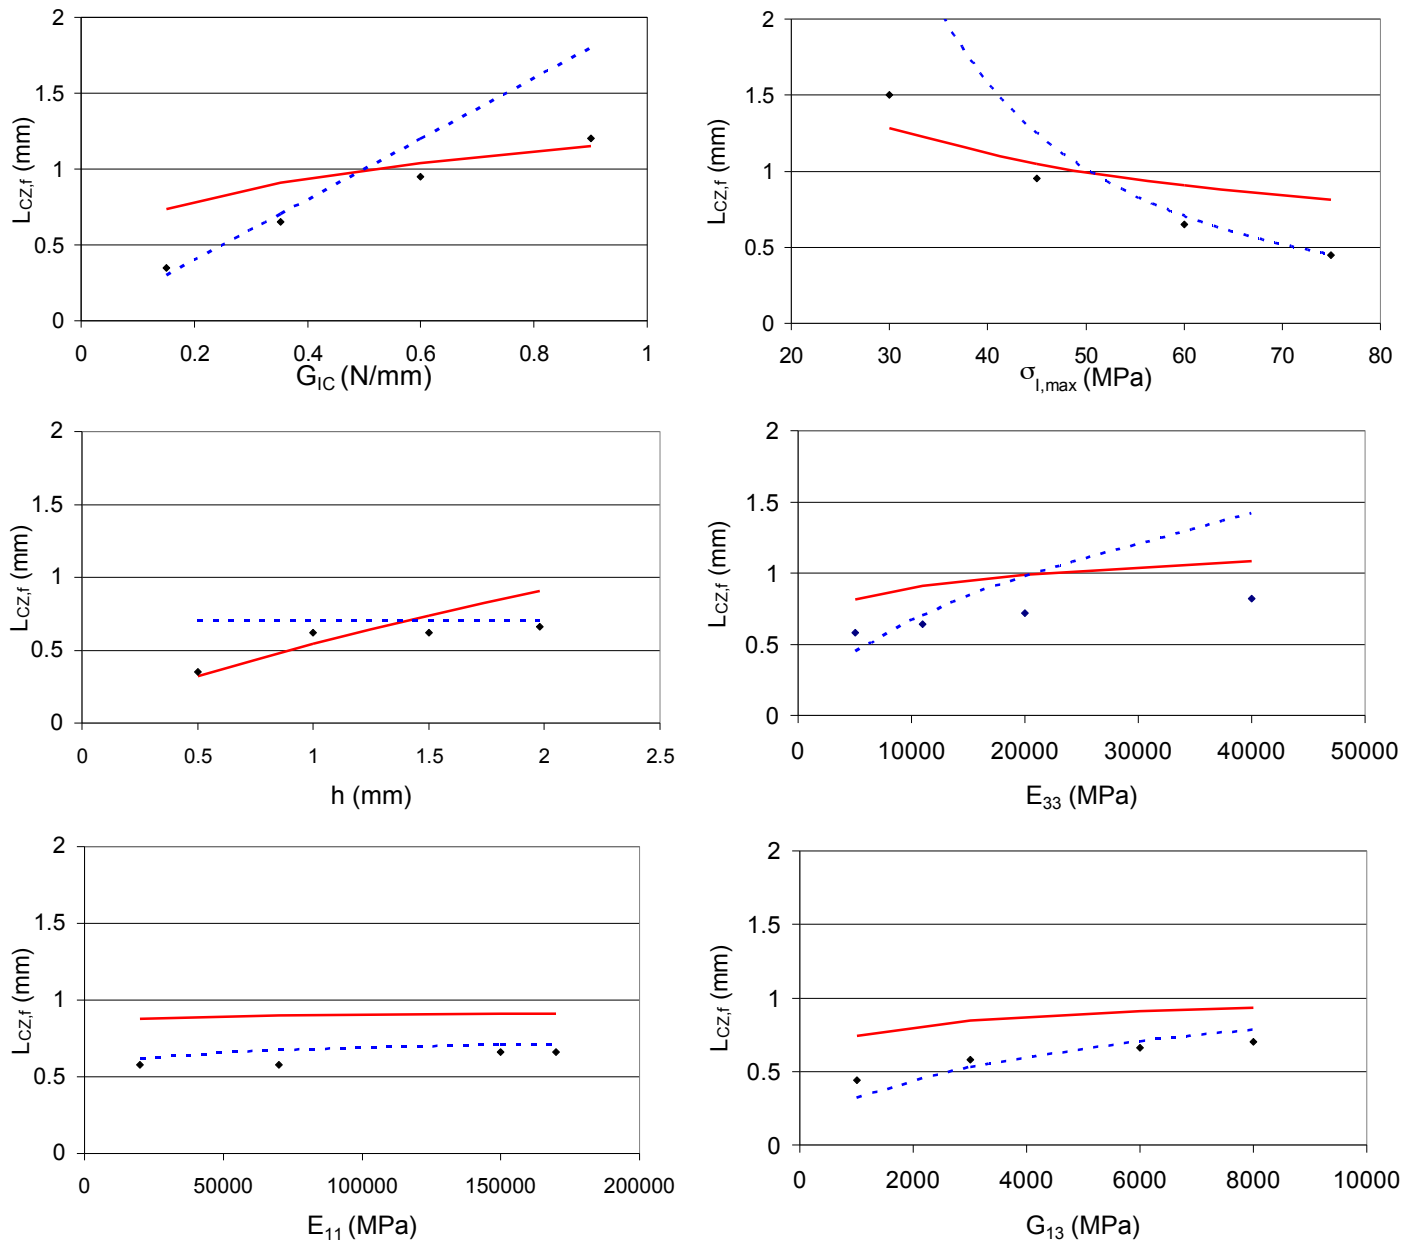 2
1.5
1
0.5
0
L_CZ,f (mm)
0 0.2 0.4 0.6 0.8 1
G_IC (N/mm)
2
1.5
1
0.5
0
L_CZ,f (mm)
20 30 40 50 60 70 80
σ_I,max (MPa)
2
1.5
1
0.5
0
L_CZ,f (mm)
0 0.5 1 1.5 2 2.5
h (mm)
2
1.5
1
0.5
0
L_CZ,f (mm)
0 10000 20000 30000 40000 50000
E_33 (MPa)
2
1.5
1
0.5
0
L_CZ,f (mm)
0 50000 100000 150000 200000
E_11 (MPa)
2
1.5
1
0.5
0
L_CZ,f (mm)
0 2000 4000 6000 8000 10000
G_13 (MPa)